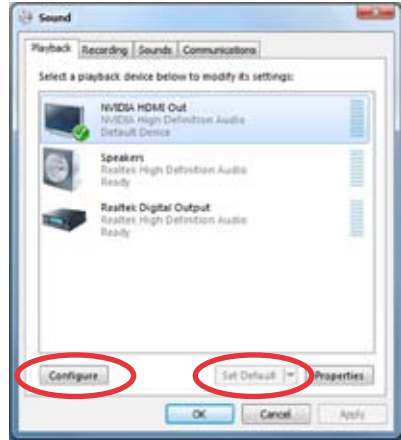 Sound
Playback Recording Sounds Communications
Select a playback device below to modify its settings:
NVIDIA HDMI Out
NVIDIA High Definition Audio
Default Device
Speakers
Realtek High Definition Audio
Ready
Realtek Digital Output
Realtek High Definition Audio
Ready
Configure Set Default Properties
OK Cancel Apply